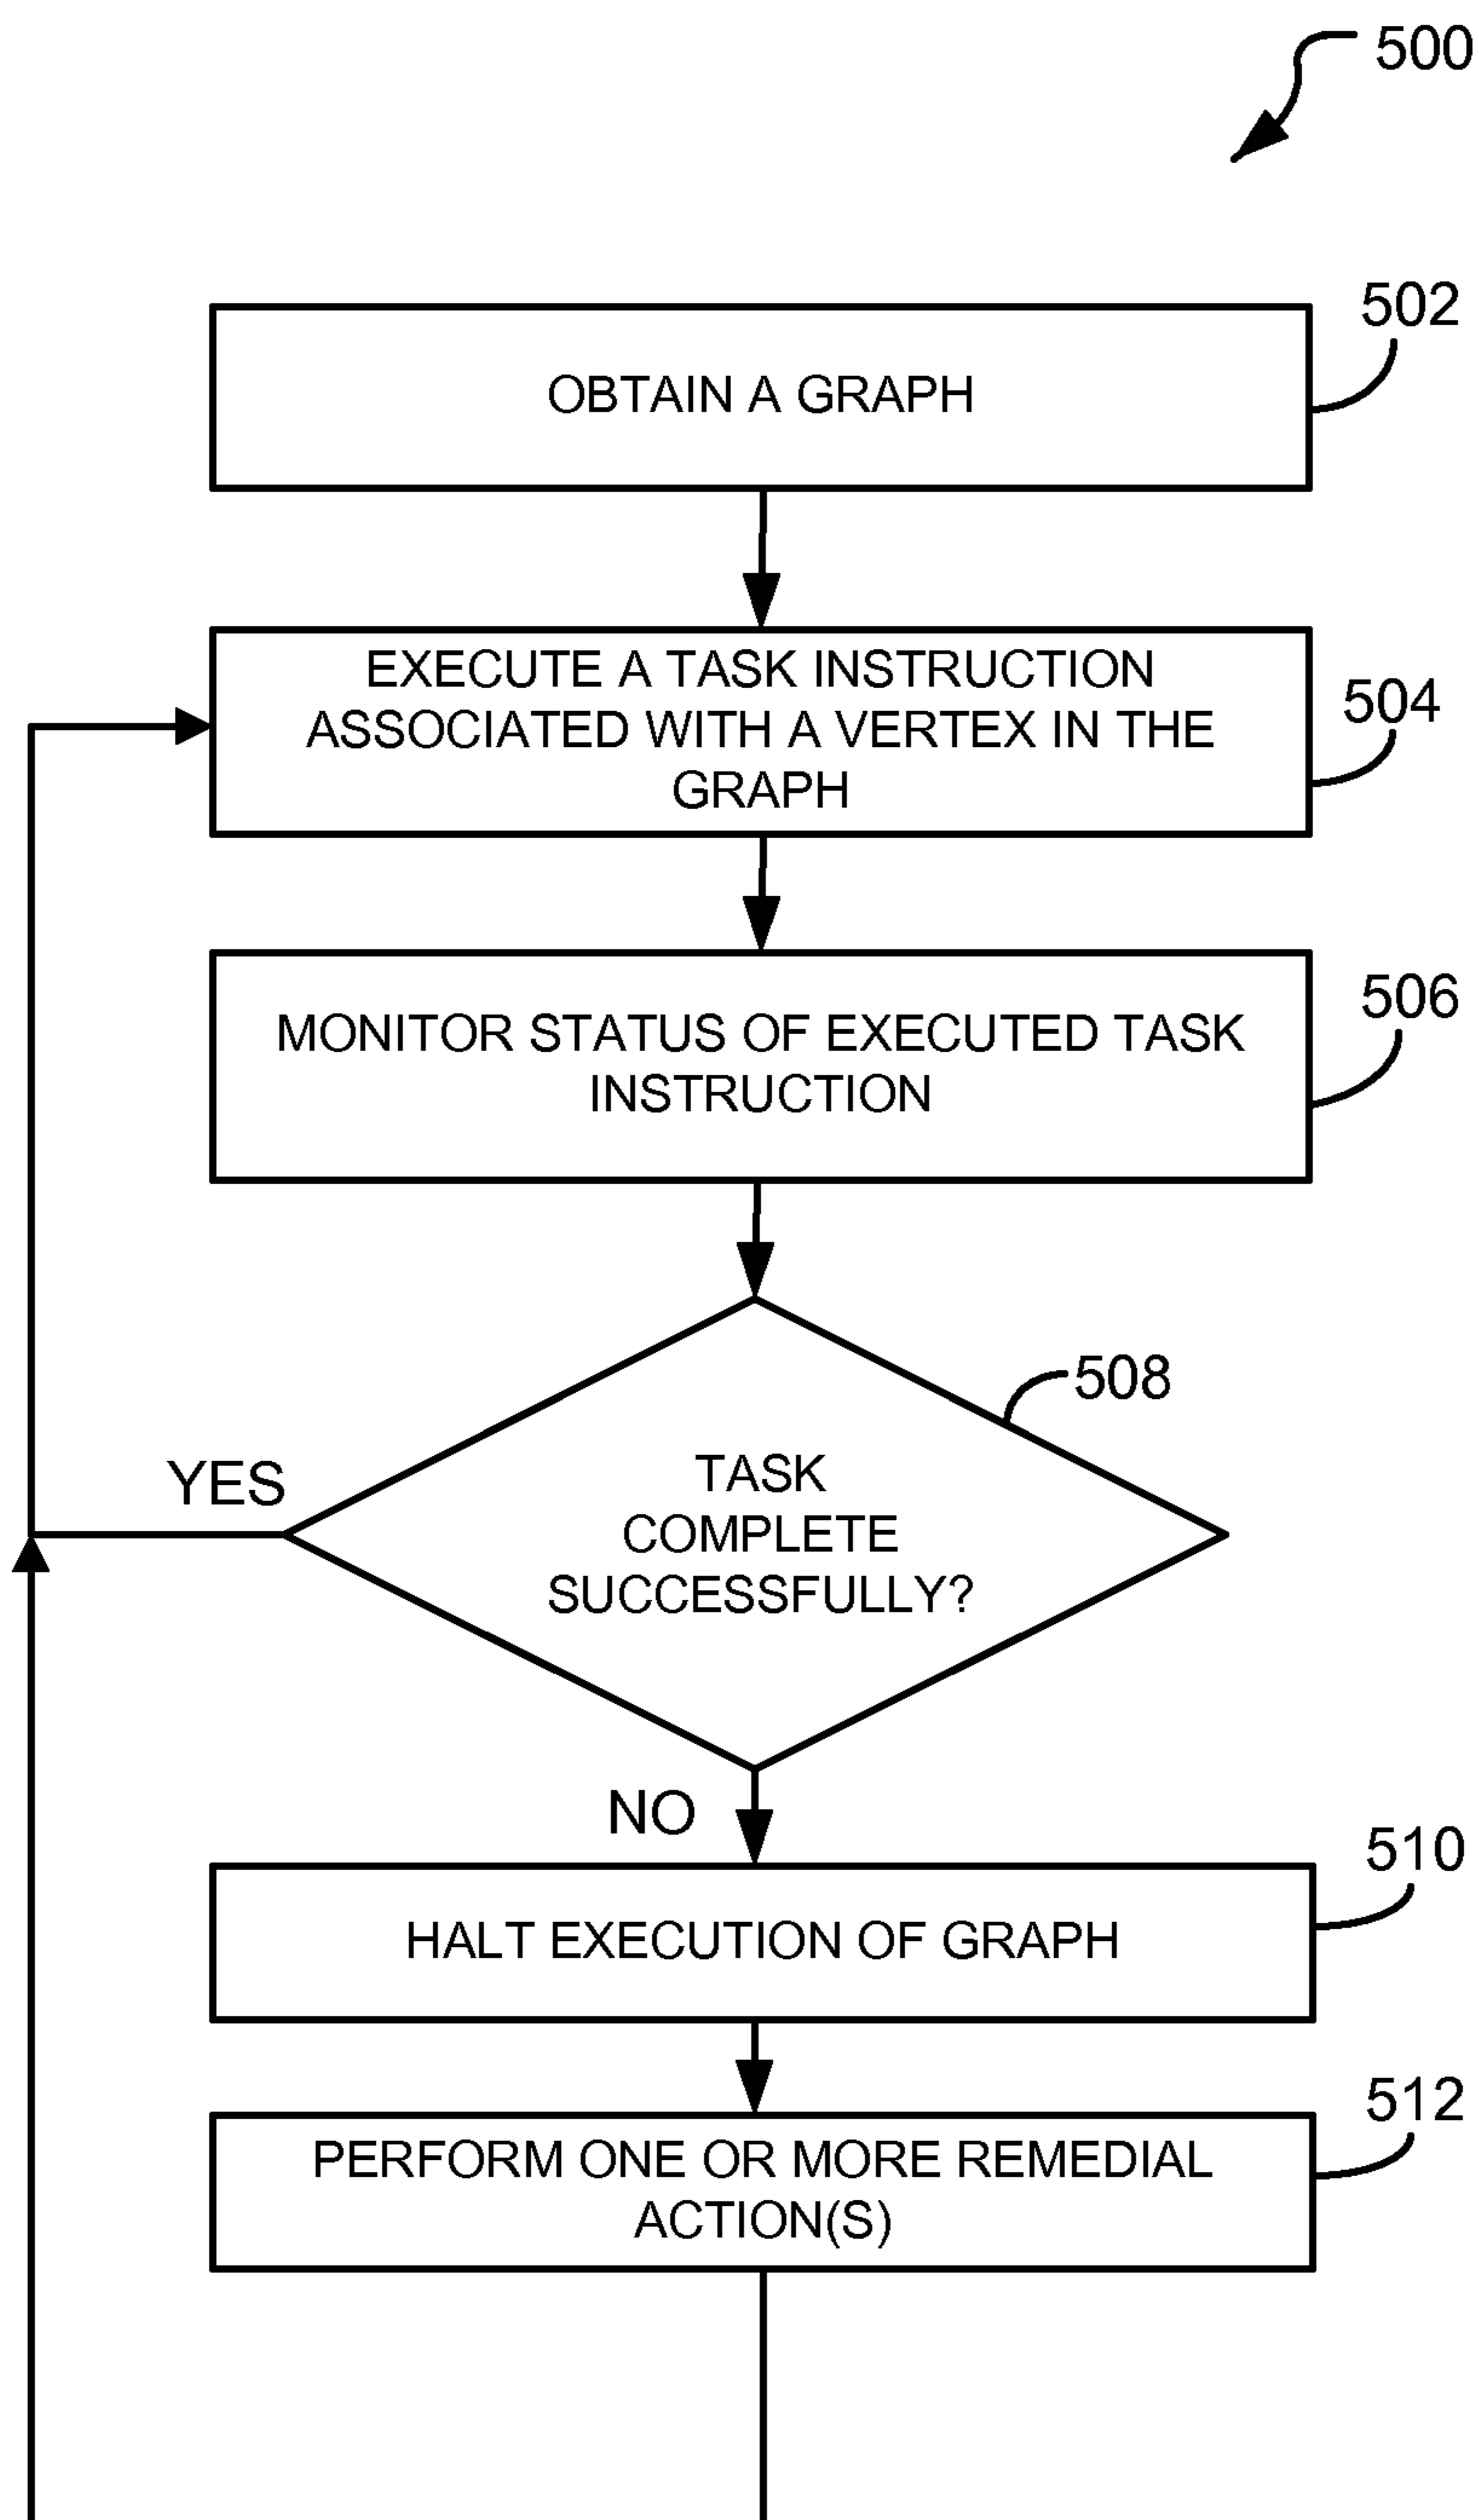 500
502
OBTAIN A GRAPH
EXECUTE A TASK INSTRUCTION
ASSOCIATED WITH A VERTEX IN THE
GRAPH
504
506
MONITOR STATUS OF EXECUTED TASK
INSTRUCTION
508
TASK
COMPLETE
SUCCESSFULLY?
YES
NO
510
HALT EXECUTION OF GRAPH
512
PERFORM ONE OR MORE REMEDIAL
ACTION(S)